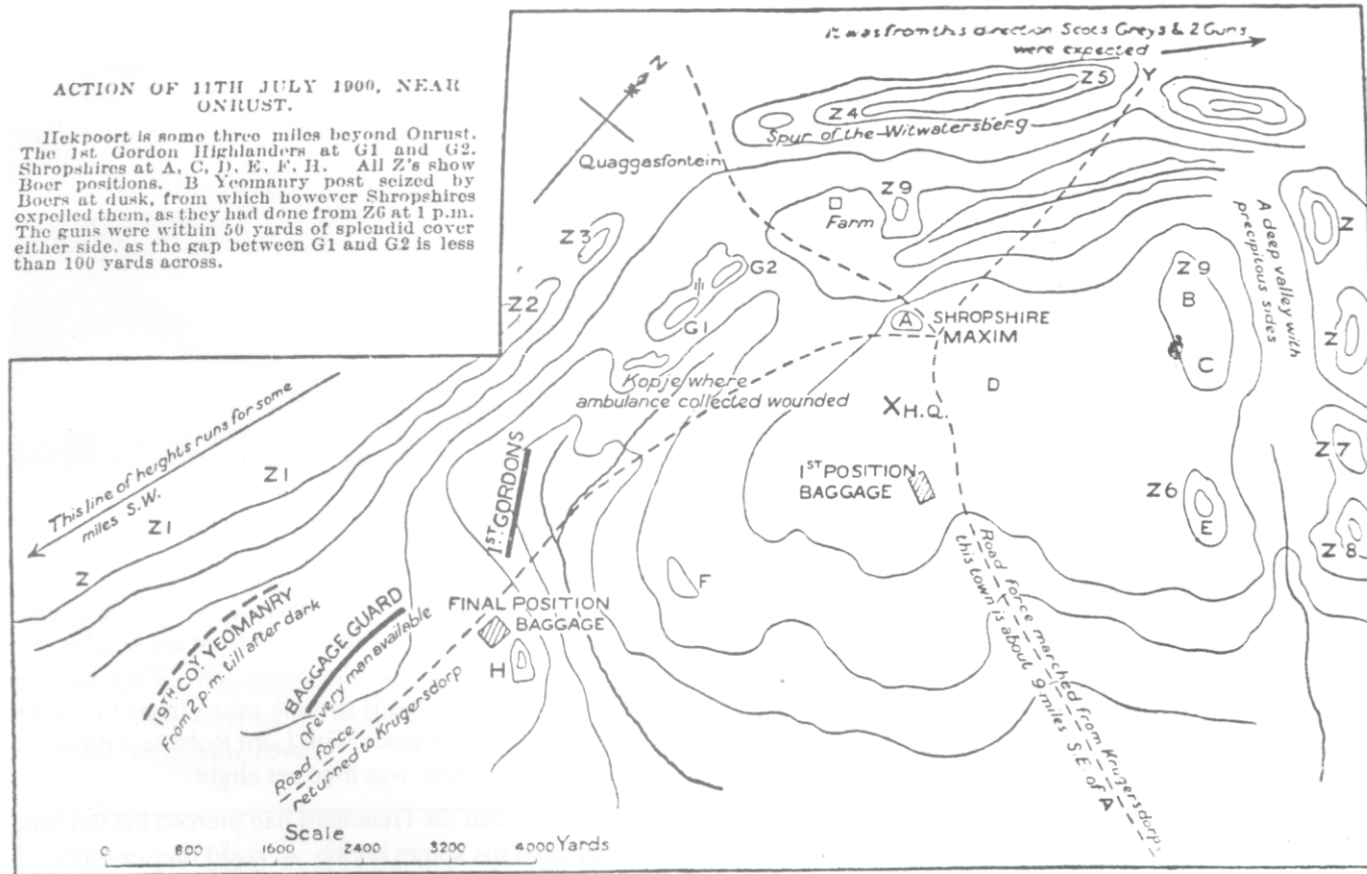 ACTION OF 11TH JULY 1900, NEAR
ONRUST.
Hekpoort is some three miles beyond Onrust.
The 1st Gordon Highlanders at G1 and G2.
Shropshires at A, C, D, E, F, H. All Z's show
Boer positions. B Yeomanry post seized by
Boers at dusk, from which however Shropshires
expelled them, as they had done from Z6 at 1 p.m.
The guns were within 50 yards of splendid cover
either side, as the gap between G1 and G2 is less
than 100 yards across.
It was from this direction Scots Greys & 2 Guns
were expected
N
Z5
Y
Z4
Spur of the Witwatersberg
Quaggasfontein
Z9
Farm
Z
A deep valley with
precipitous sides
Z3
G2
Z9
B
Z2
G1
A
SHROPSHIRE
MAXIM
Z
C
Kopje where
ambulance collected wounded
D
X H.Q.
This line of heights runs for some
miles S.W.
Z1
Z1
Z
1ST GORDONS
1ST POSITION
BAGGAGE
Z7
Z6
E
Z8
F
19TH COY. YEOMANRY
from 2 p.m. till after dark
BAGGAGE GUARD
of every man available
FINAL POSITION
BAGGAGE
H
Road force
returned to Krugersdorp
Road force marched from Krugersdorp
this town is about 9 miles S.E. of A
Scale
0 800 1600 2400 3200 4000 Yards